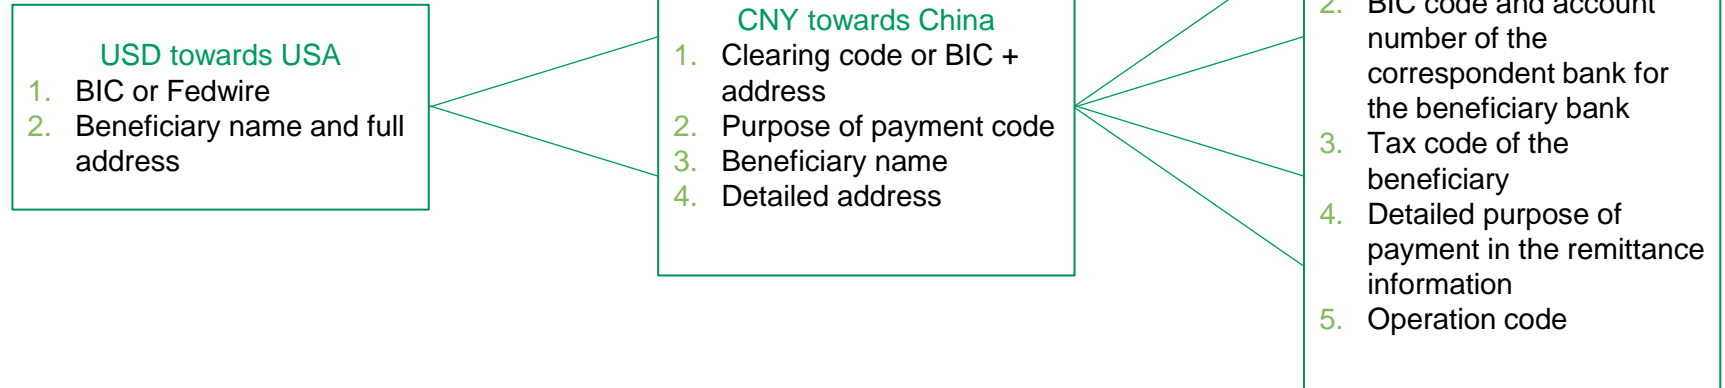 USD towards USA
1. BIC or Fedwire
2. Beneficiary name and full
address
CNY towards China
1. Clearing code or BIC +
address
2. Purpose of payment code
3. Beneficiary name
4. Detailed address
2. BIC code and account
number of the
correspondent bank for
the beneficiary bank
3. Tax code of the
beneficiary
4. Detailed purpose of
payment in the remittance
information
5. Operation code